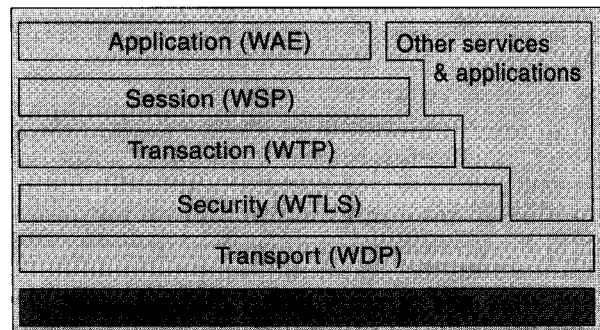 Application (WAE)
Other services
& applications
Session (WSP)
Transaction (WTP)
Security (WTLS)
Transport (WDP)